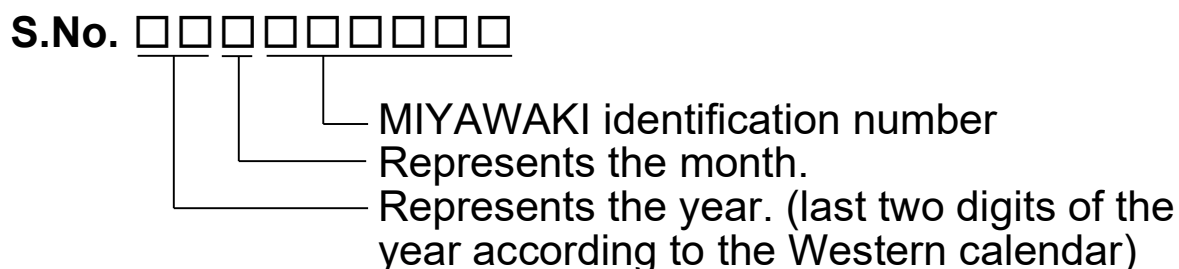 S.No. □□□□□□□□□
MIYAWAKI identification number
Represents the month.
Represents the year. (last two digits of the
year according to the Western calendar)